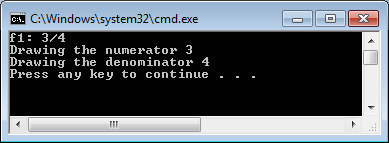 C:\Windows\system32\cmd.exe
f1: 3/4
Drawing the numerator 3
Drawing the denominator 4
Press any key to continue . . .